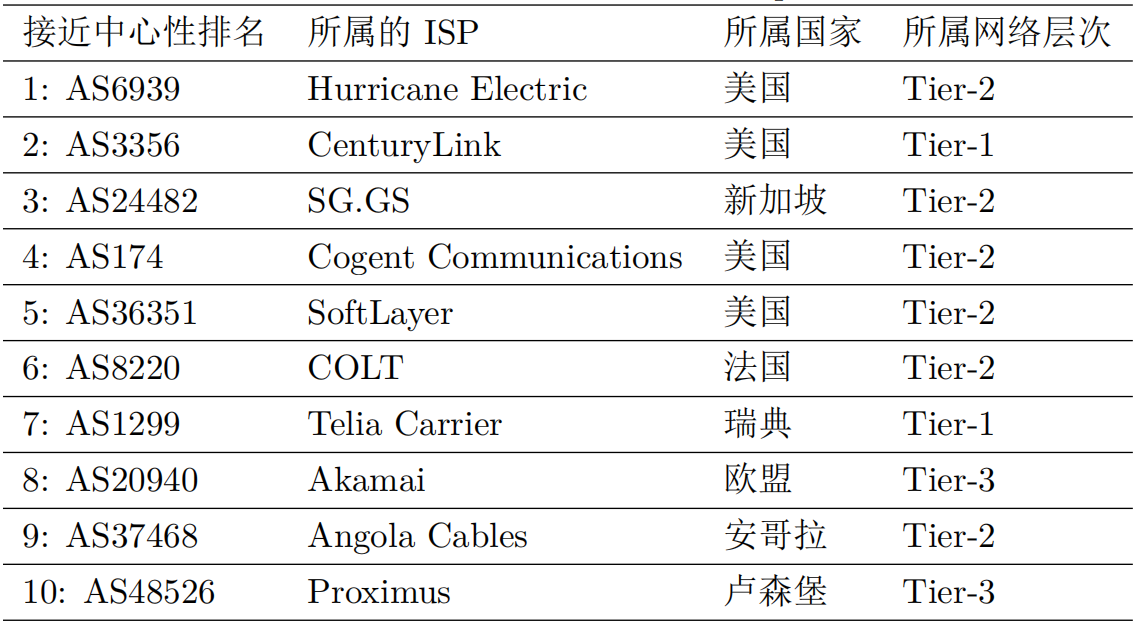 接近中心性排名 所属的 ISP 所属国家 所属网络层次
1: AS6939 Hurricane Electric 美国 Tier-2
2: AS3356 CenturyLink 美国 Tier-1
3: AS24482 SG.GS 新加坡 Tier-2
4: AS174 Cogent Communications 美国 Tier-2
5: AS36351 SoftLayer 美国 Tier-2
6: AS8220 COLT 法国 Tier-2
7: AS1299 Telia Carrier 瑞典 Tier-1
8: AS20940 Akamai 欧盟 Tier-3
9: AS37468 Angola Cables 安哥拉 Tier-2
10: AS48526 Proximus 卢森堡 Tier-3